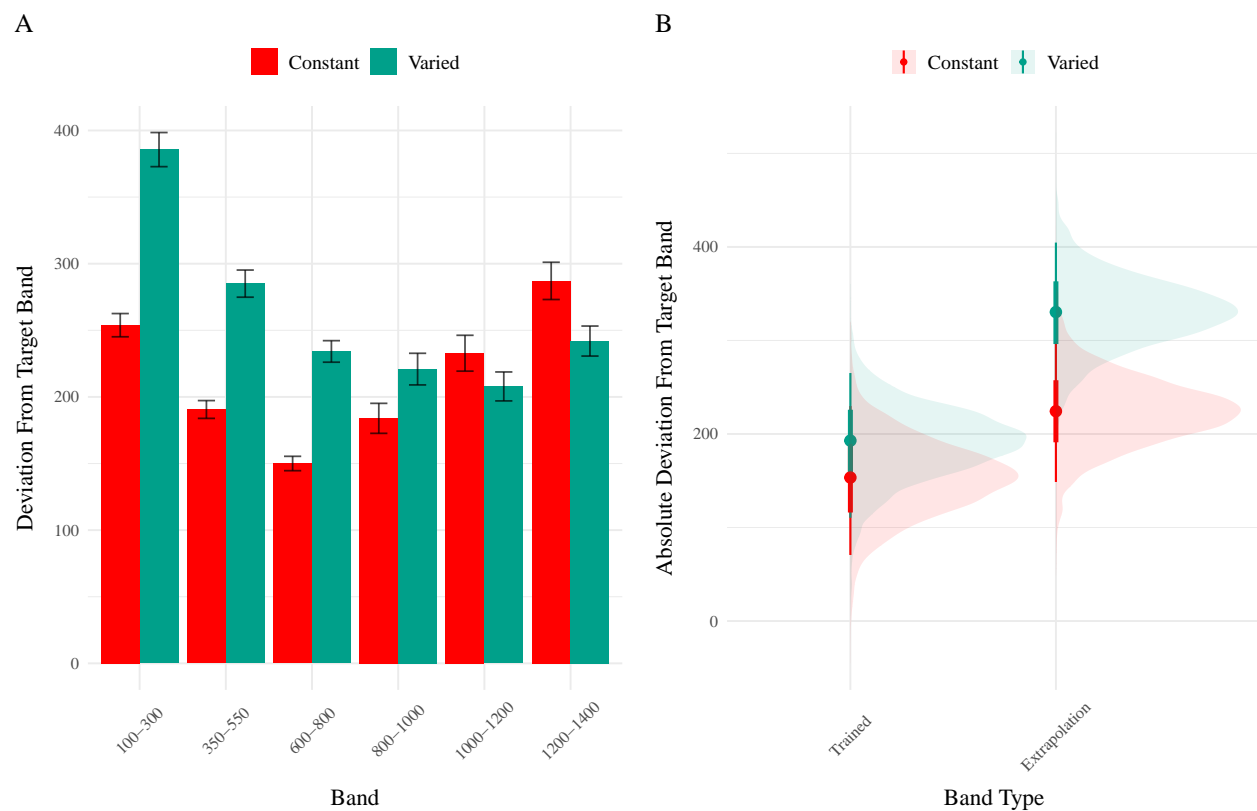 A
Constant Varied
Deviation From Target Band
400
300
200
100
0
100–300
350–550
600–800
800–1000
1000–1200
1200–1400
Band
B
Constant Varied
Absolute Deviation From Target Band
400
200
0
Trained
Extrapolation
Band Type